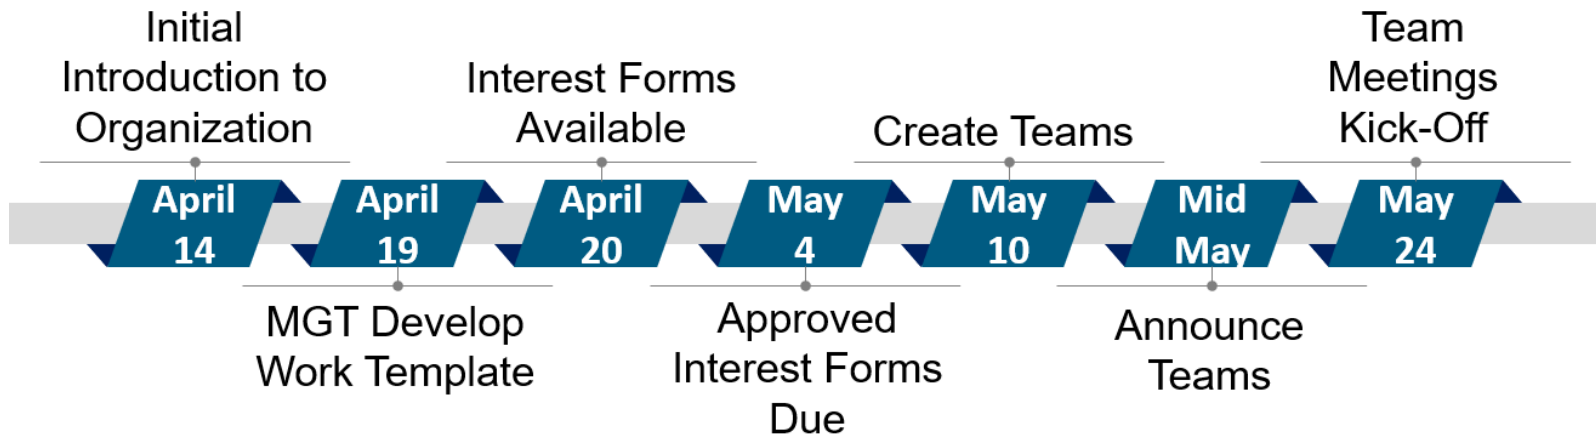 Initial
Introduction to
Organization
Interest Forms
Available
Create Teams
Team
Meetings
Kick-Off
April
14
April
19
April
20
May
4
May
10
Mid
May
May
24
MGT Develop
Work Template
Approved
Interest Forms
Due
Announce
Teams